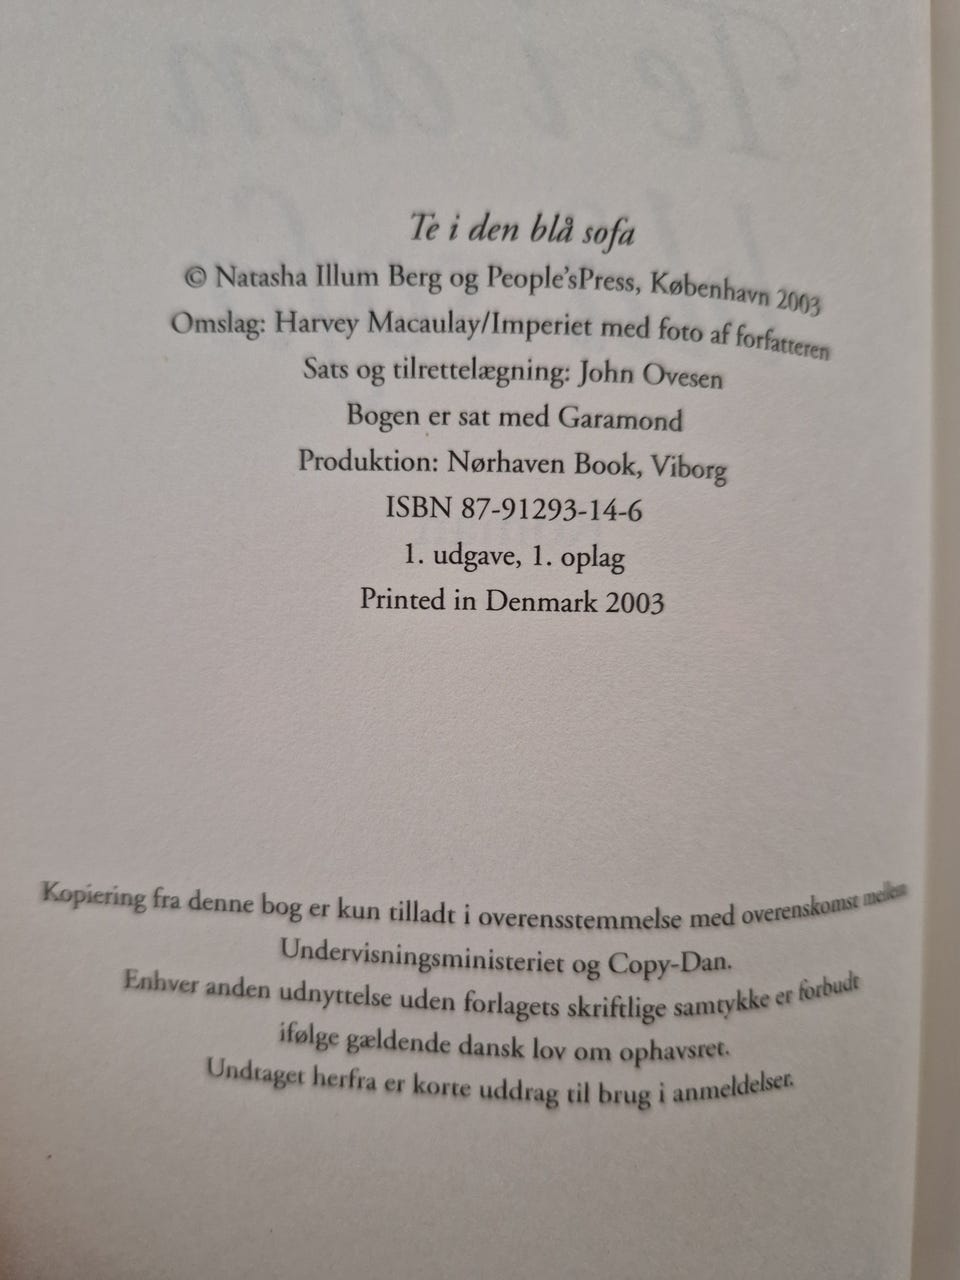 Te i den blå sofa
© Natasha Illum Berg og People'sPress, København 2003
Omslag: Harvey Macaulay/Imperiet med foto af forfatteren
Sats og tilrettelægning: John Ovesen
Bogen er sat med Garamond
Produktion: Nørhaven Book, Viborg
ISBN 87-91293-14-6
1. udgave, 1. oplag
Printed in Denmark 2003
Kopiering fra denne bog er kun tilladt i overensstemmelse med overenskomst mellem
Undervisningsministeriet og Copy-Dan.
Enhver anden udnyttelse uden forlagets skriftlige samtykke er forbudt
ifølge gældende dansk lov om ophavsret.
Undtaget herfra er korte uddrag til brug i anmeldelser.